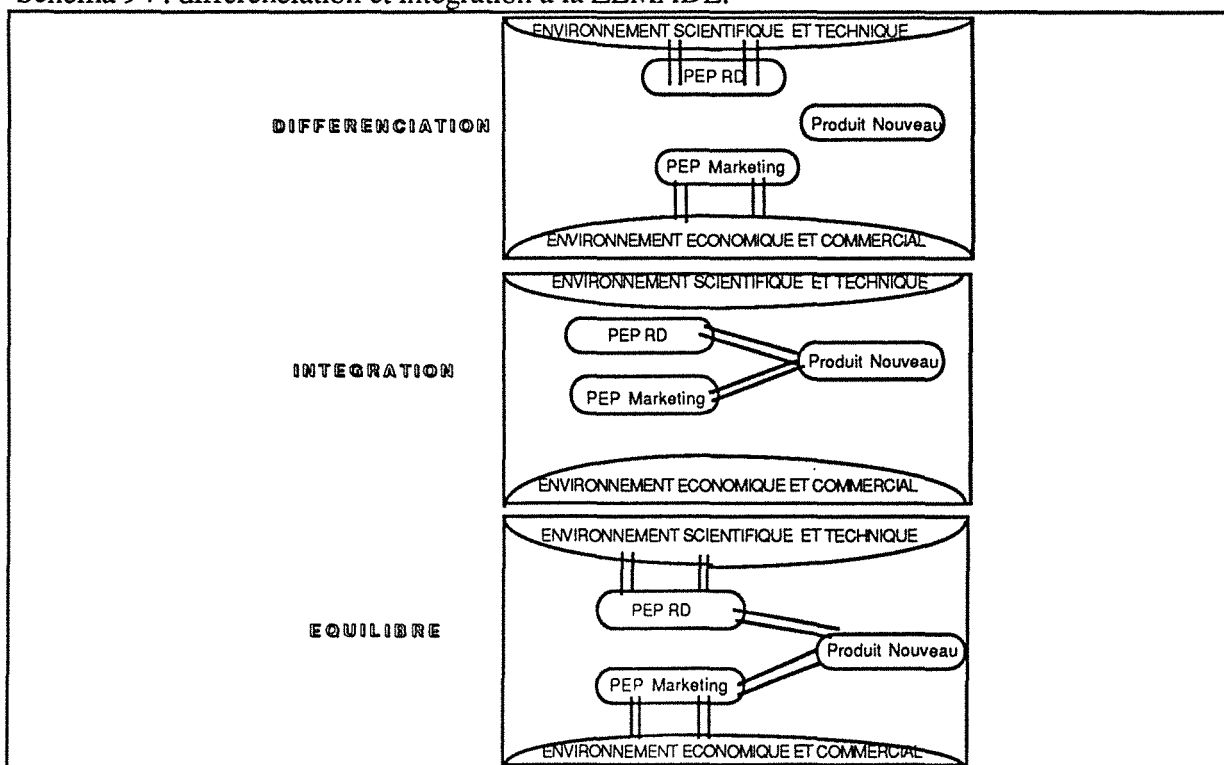 ENVIRONNEMENT SCIENTIFIQUE ET TECHNIQUE
PEP RD
DIFFERENCIATION
Produit Nouveau
PEP Marketing
ENVIRONNEMENT ECONOMIQUE ET COMMERCIAL
ENVIRONNEMENT SCIENTIFIQUE ET TECHNIQUE
PEP RD
INTEGRATION
Produit Nouveau
PEP Marketing
ENVIRONNEMENT ECONOMIQUE ET COMMERCIAL
ENVIRONNEMENT SCIENTIFIQUE ET TECHNIQUE
PEP RD
EQUILIBRE
Produit Nouveau
PEP Marketing
ENVIRONNEMENT ECONOMIQUE ET COMMERCIAL